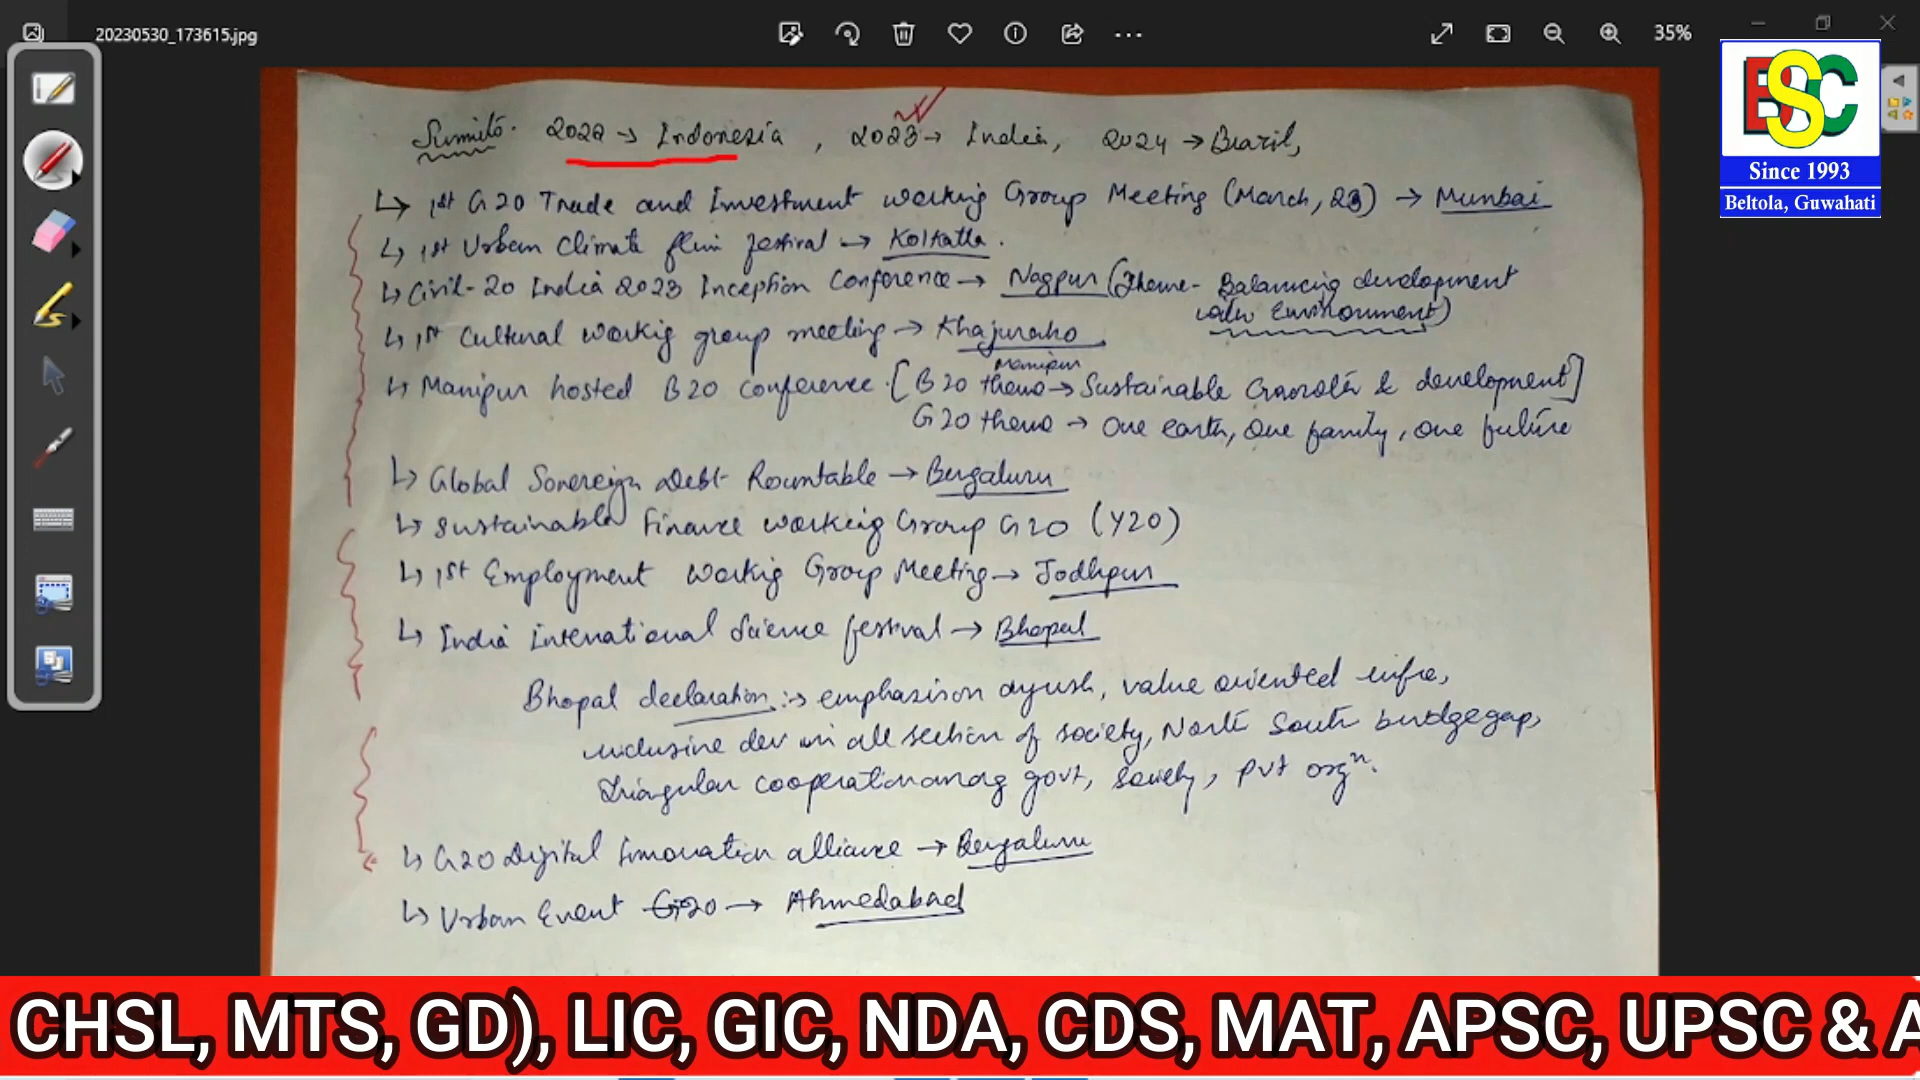 20230530_173615.jpg
35%
BSC
Since 1993
Beltola, Guwahati
Summits. 2022 → Indonesia, 2023 → India, 2024 → Brazil,
↳ 1st G20 Trade and Investment working Group Meeting (March, 23) → Mumbai
↳ 1st Urban Climate film festival → Kolkatta.
↳ Civil-20 India 2023 Inception Conference → Nagpur (Theme- Balancing development
with Environment)
↳ 1st Cultural workig group meeting → Khajuraho
Manipur
↳ Manipur hosted B20 conference. [B20 theme → Sustainable Growth & development]
G20 theme → One earth, One family, one future
↳ Global Sovereign Debt Rountable → Bengaluru
↳ Sustainable Finance working Group G20 (Y20)
↳ 1st Employment workig Group Meeting → Jodhpur
↳ India International Science festival → Bhopal
Bhopal declaration :→ emphasis on ayush, value oriented infra,
inclusive dev in all section of society, North South bridge gap,
Triangular cooperation among govt, society, pvt orgn.
↳ G20 Digital Innovation alliance → Bengaluru
↳ Urban Event G20 → Ahmedabad
CHSL, MTS, GD), LIC, GIC, NDA, CDS, MAT, APSC, UPSC & A